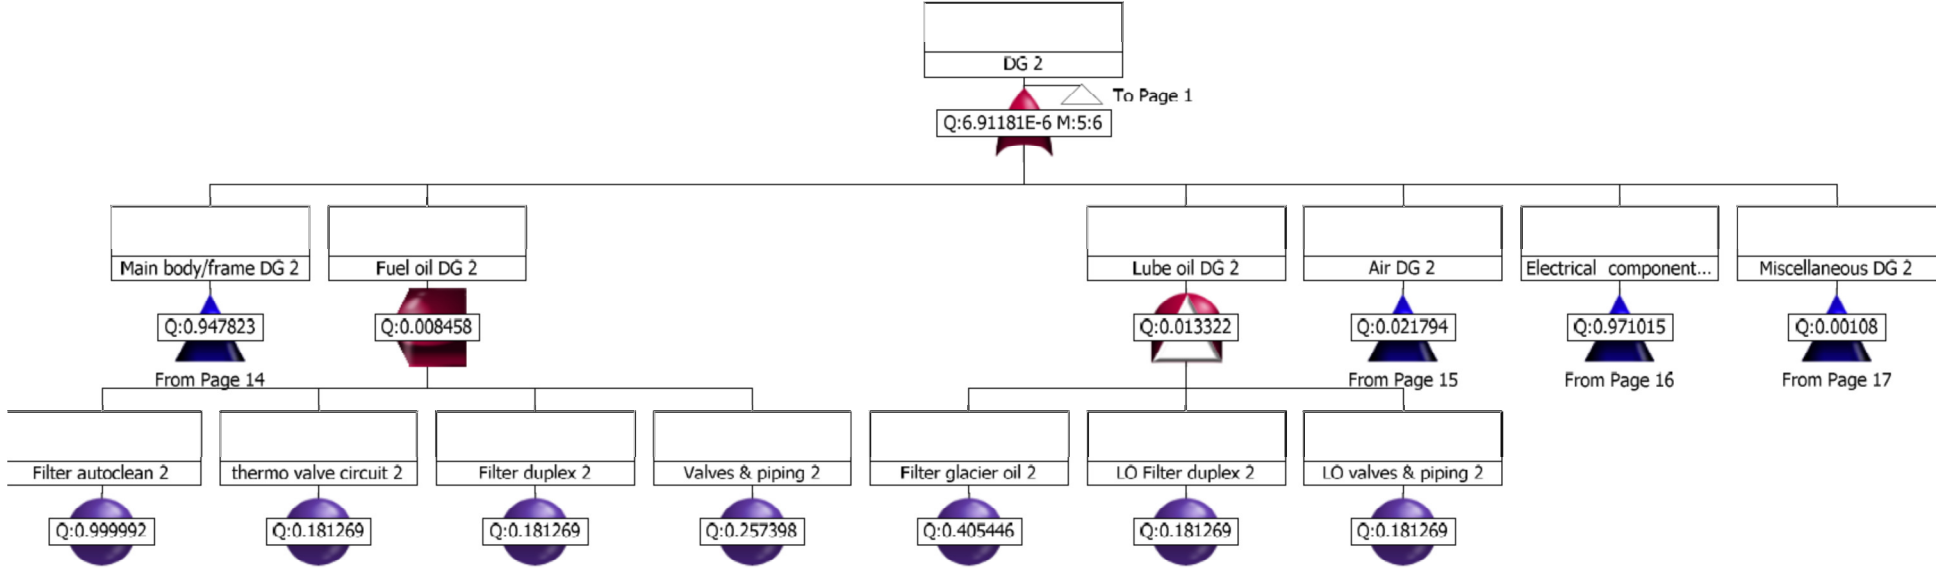 DG 2
To Page 1
Q:6.91181E-6 M:5:6
Main body/frame DG 2
Fuel oil DG 2
Lube oil DG 2
Air DG 2
Electrical component...
Miscellaneous DG 2
Q:0.947823
Q:0.008458
Q:0.013322
Q:0.021794
Q:0.971015
Q:0.00108
From Page 14
From Page 15
From Page 16
From Page 17
Filter autoclean 2
thermo valve circuit 2
Filter duplex 2
Valves & piping 2
Filter glacier oil 2
LO Filter duplex 2
LO valves & piping 2
Q:0.999992
Q:0.181269
Q:0.181269
Q:0.257398
Q:0.405446
Q:0.181269
Q:0.181269